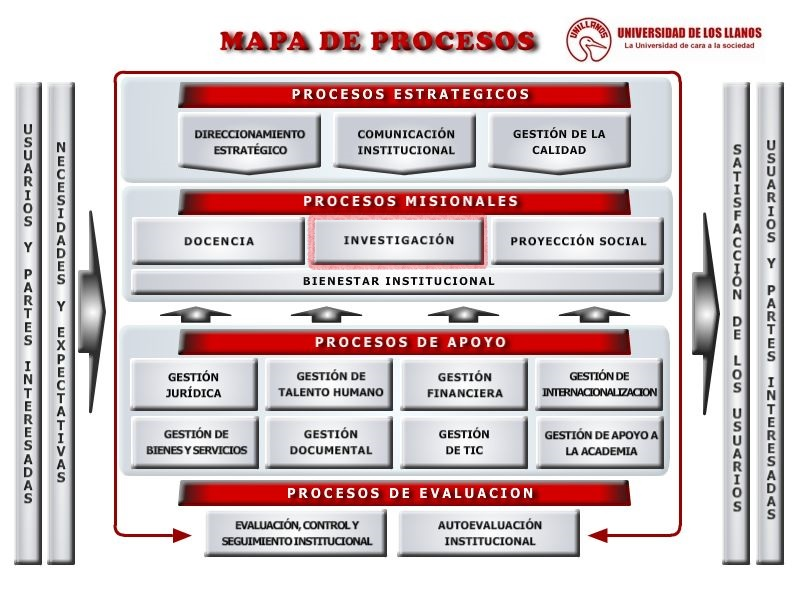 MAPA DE PROCESOS
UNILLANOS
UNIVERSIDAD DE LOS LLANOS
La Universidad de cara a la sociedad
USUARIOS Y PARTES INTERESADAS
NECESIDADES Y EXPECTATIVAS
PROCESOS ESTRATEGICOS
DIRECCIONAMIENTO
ESTRATÉGICO
COMUNICACIÓN
INSTITUCIONAL
GESTIÓN DE LA
CALIDAD
PROCESOS MISIONALES
DOCENCIA
INVESTIGACIÓN
PROYECCIÓN SOCIAL
BIENESTAR INSTITUCIONAL
PROCESOS DE APOYO
GESTIÓN
JURÍDICA
GESTIÓN DE
TALENTO HUMANO
GESTIÓN
FINANCIERA
GESTIÓN DE
INTERNACIONALIZACION
GESTIÓN DE
BIENES Y SERVICIOS
GESTIÓN
DOCUMENTAL
GESTIÓN
DE TIC
GESTIÓN DE APOYO A
LA ACADEMIA
PROCESOS DE EVALUACION
EVALUACIÓN, CONTROL Y
SEGUIMIENTO INSTITUCIONAL
AUTOEVALUACIÓN
INSTITUCIONAL
SATISFACCIÓN DE LOS USUARIOS
USUARIOS Y PARTES INTERESADAS